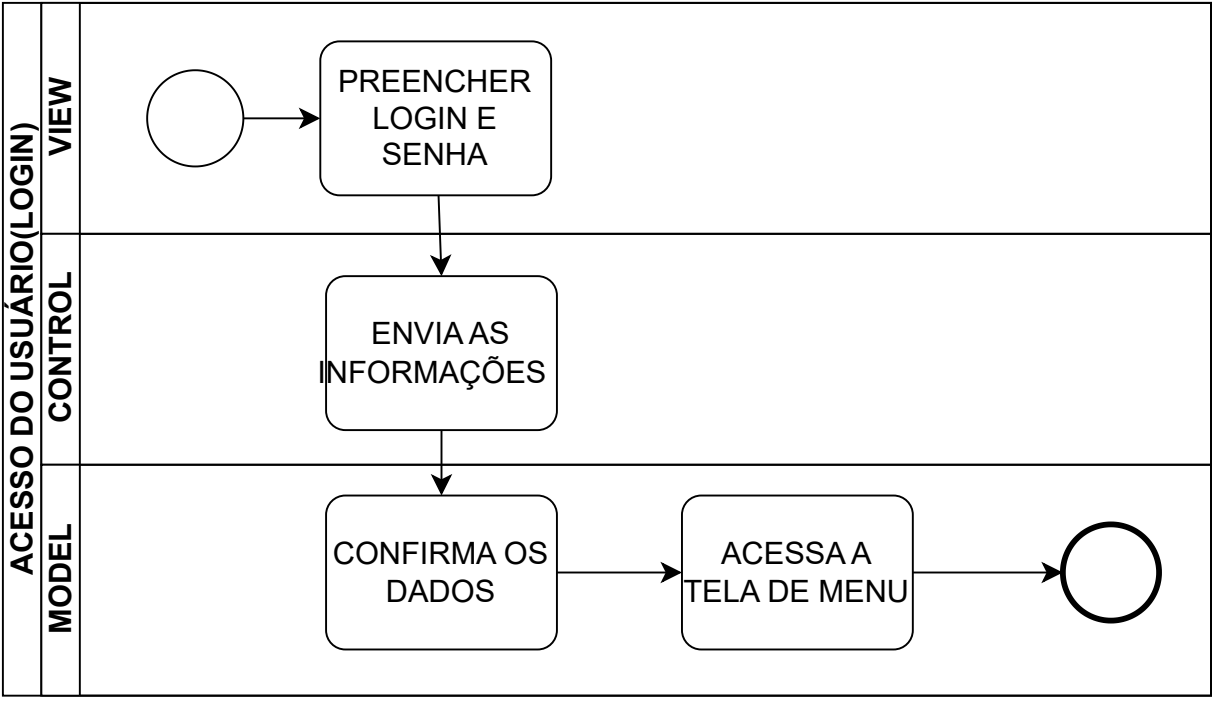 ACESSO DO USUÁRIO(LOGIN)
VIEW
PREENCHER
LOGIN E
SENHA
CONTROL
ENVIA AS
INFORMAÇÕES
MODEL
CONFIRMA OS
DADOS
ACESSA A
TELA DE MENU